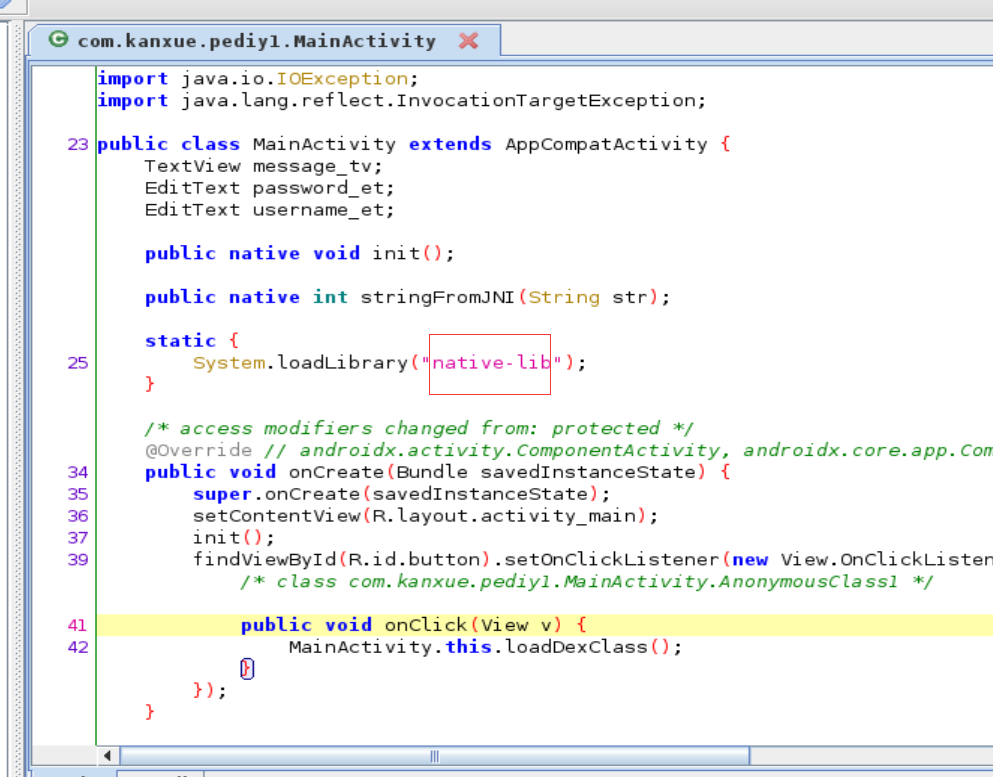 com.kanxue.pediy1.MainActivity
import java.io.IOException;
import java.lang.reflect.InvocationTargetException;
23 public class MainActivity extends AppCompatActivity {
TextView message_tv;
EditText password_et;
EditText username_et;
public native void init();
public native int stringFromJNI(String str);
static {
25 System.loadLibrary("native-lib");
}
/* access modifiers changed from: protected */
@Override // androidx.activity.ComponentActivity, androidx.core.app.Com
34 public void onCreate(Bundle savedInstanceState) {
35 super.onCreate(savedInstanceState);
36 setContentView(R.layout.activity_main);
37 init();
39 findViewById(R.id.button).setOnClickListener(new View.OnClickListen
/* class com.kanxue.pediy1.MainActivity.AnonymousClass1 */
41 public void onClick(View v) {
42 MainActivity.this.loadDexClass();
}
});
}